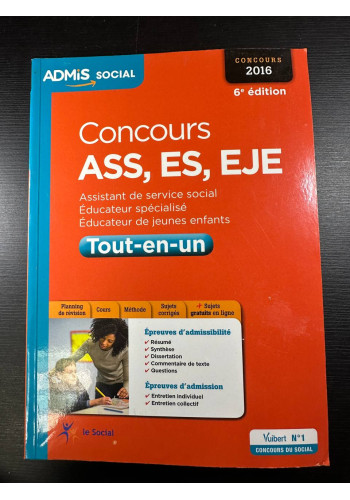 ADMIS SOCIAL
CONCOURS
2016
6e édition
Concours
ASS, ES, EJE
Assistant de service social
Éducateur spécialisé
Éducateur de jeunes enfants
Tout-en-un
Planning de révision
Cours
Méthode
Sujets corrigés
+ Sujets gratuits en ligne
Épreuves d'admissibilité
✓ Résumé
✓ Synthèse
✓ Dissertation
✓ Commentaire de texte
✓ Questions
Épreuves d'admission
✓ Entretien individuel
✓ Entretien collectif
le Social
Vuibert N°1
CONCOURS DU SOCIAL